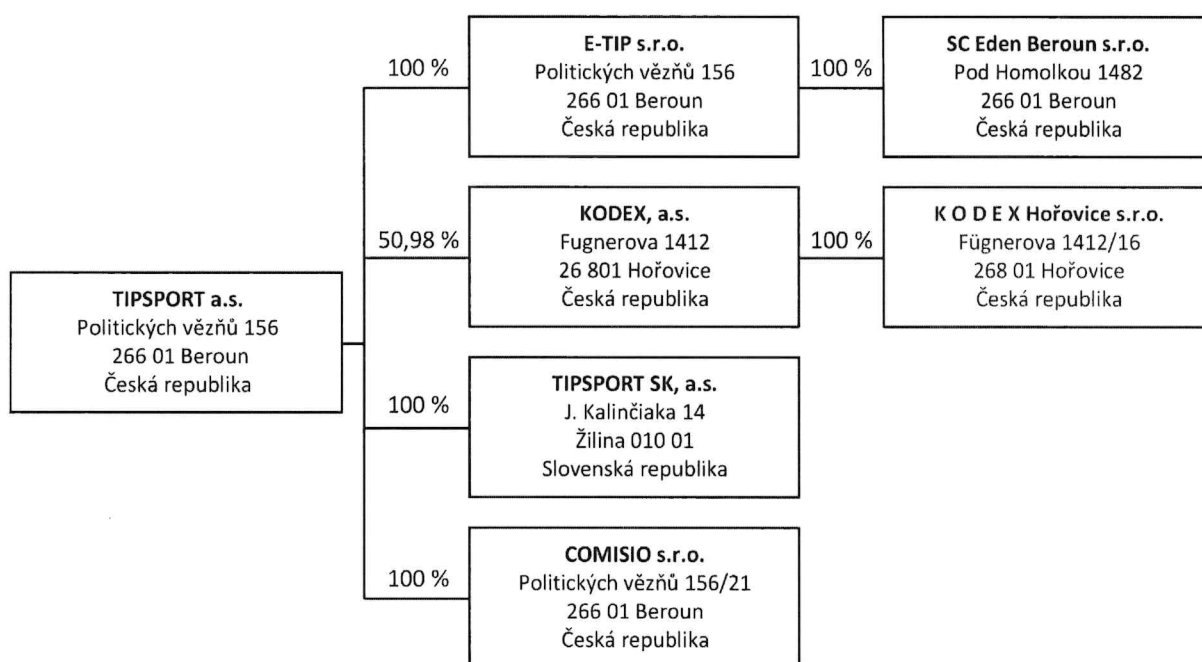 100 %
E-TIP s.r.o.
Politických vězňů 156
266 01 Beroun
Česká republika
100 %
SC Eden Beroun s.r.o.
Pod Homolkou 1482
266 01 Beroun
Česká republika
50,98 %
KODEX, a.s.
Fugnerova 1412
26 801 Hořovice
Česká republika
100 %
K O D E X Hořovice s.r.o.
Fügnerova 1412/16
268 01 Hořovice
Česká republika
TIPSPORT a.s.
Politických vězňů 156
266 01 Beroun
Česká republika
100 %
TIPSPORT SK, a.s.
J. Kalinčiaka 14
Žilina 010 01
Slovenská republika
100 %
COMISIO s.r.o.
Politických vězňů 156/21
266 01 Beroun
Česká republika